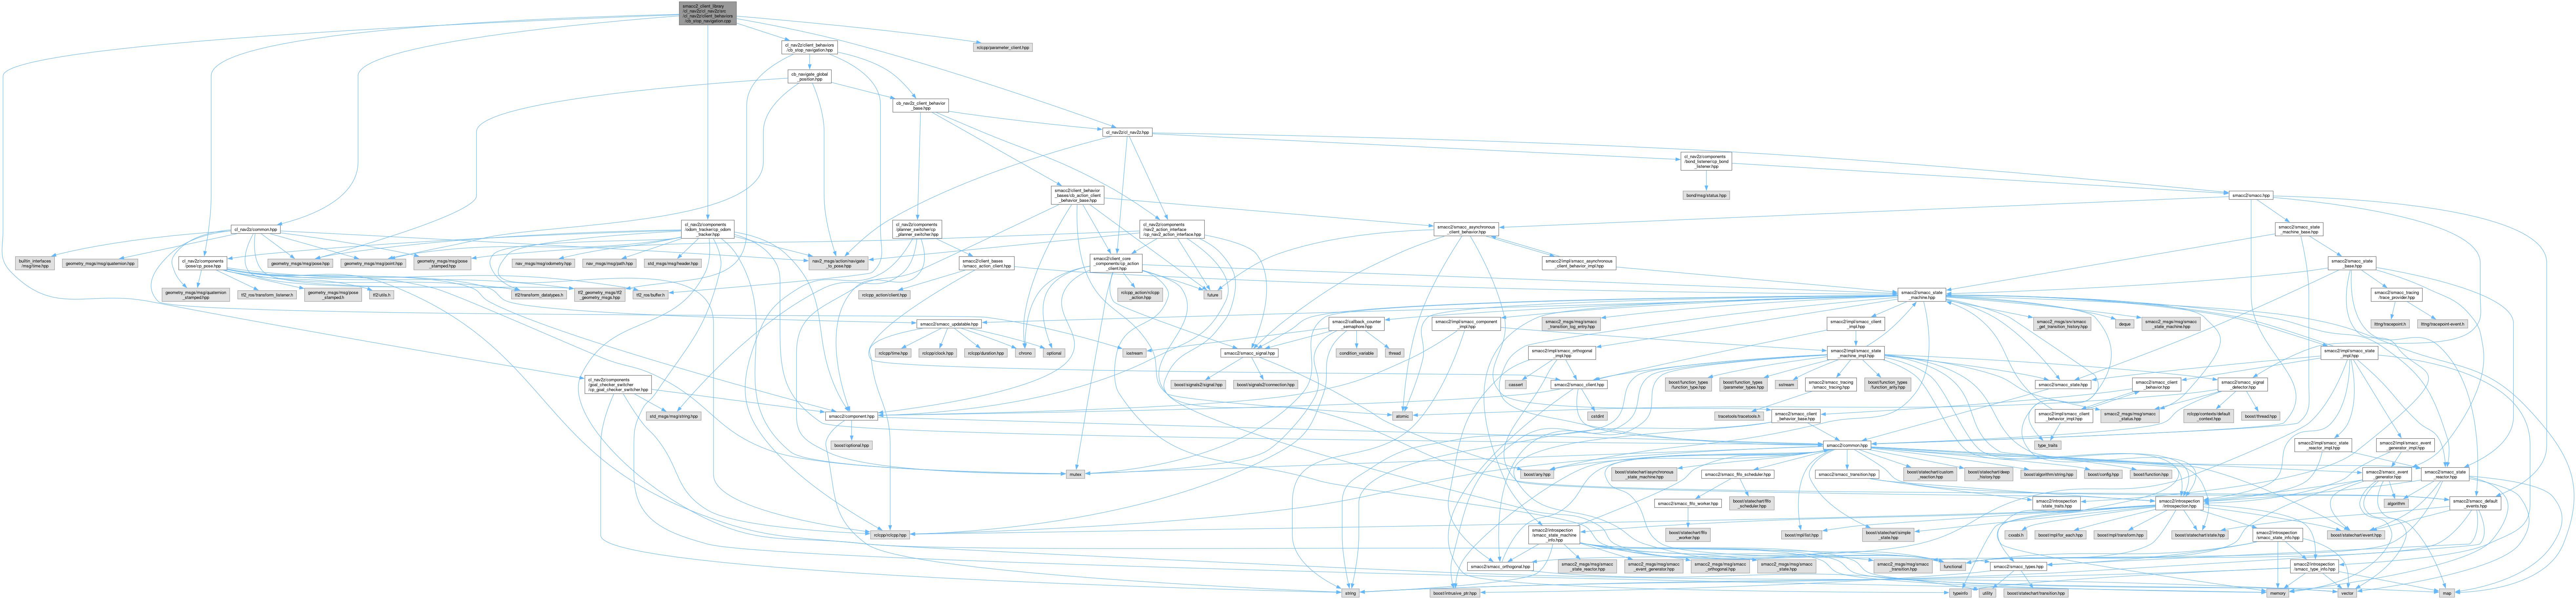 smacc2_client_library
/cl_nav2z/cl_nav2z/src
/cl_nav2z/client_behaviors
/cb_stop_navigation.cpp
cl_nav2z/client_behaviors
/cb_stop_navigation.hpp
rclcpp/parameter_client.hpp
cb_navigate_global
_position.hpp
cb_nav2z_client_behavior
_base.hpp
cl_nav2z/cl_nav2z.hpp
cl_nav2z/components
/bond_listener/cp_bond
_listener.hpp
bond/msg/status.hpp
smacc2/smacc.hpp
smacc2/client_behavior
_bases/cb_action_client
_behavior_base.hpp
cl_nav2z/common.hpp
cl_nav2z/components
/odom_tracker/cp_odom
_tracker.hpp
cl_nav2z/components
/planner_switcher/cp
_planner_switcher.hpp
cl_nav2z/components
/nav2_action_interface
/cp_nav2_action_interface.hpp
smacc2/smacc_asynchronous
_client_behavior.hpp
smacc2/smacc_state
_machine_base.hpp
builtin_interfaces
/msg/time.hpp
geometry_msgs/msg/quaternion.hpp
cl_nav2z/components
/pose/cp_pose.hpp
geometry_msgs/msg/pose.hpp
geometry_msgs/msg/point.hpp
geometry_msgs/msg/pose
_stamped.hpp
nav_msgs/msg/odometry.hpp
nav_msgs/msg/path.hpp
std_msgs/msg/header.hpp
nav2_msgs/action/navigate
_to_pose.hpp
client_bases
/smacc_action_client.hpp
smacc2/client_core
_components/cp_action
_client.hpp
smacc2/impl/smacc_asynchronous
_client_behavior_impl.hpp
smacc2/smacc_state
_base.hpp
geometry_msgs/msg/quaternion
_stamped.hpp
tf2_ros/transform_listener.h
geometry_msgs/msg/pose
_stamped.h
tf2/utils.h
tf2/transform_datatypes.h
tf2_geometry_msgs/tf2
_geometry_msgs.hpp
tf2_ros/buffer.h
rclcpp_action/client.hpp
rclcpp_action/rclcpp
_action.hpp
future
smacc2/smacc_state
_machine.hpp
smacc2/smacc_tracing
/trace_provider.hpp
smacc2/smacc_updatable.hpp
smacc2/callback_counter
_semaphore.hpp
smacc2/impl/smacc_component
_impl.hpp
smacc2_msgs/msg/smacc
_transition_log_entry.hpp
smacc2/impl/smacc_client
_impl.hpp
smacc2_msgs/srv/smacc
_get_transition_history.hpp
deque
smacc2_msgs/msg/smacc
_state_machine.hpp
lttng/tracepoint.h
lttng/tracepoint-event.h
rclcpp/time.hpp
rclcpp/clock.hpp
rclcpp/duration.hpp
chrono
optional
iostream
smacc2/smacc_signal.hpp
condition_variable
thread
smacc2/impl/smacc_orthogonal
_impl.hpp
smacc2/impl/smacc_state
_machine_impl.hpp
smacc2/impl/smacc_state
_impl.hpp
cl_nav2z/components
/goal_checker_switcher
/cp_goal_checker_switcher.hpp
boost/signals2/signal.hpp
boost/signals2/connection.hpp
cassert
smacc2/smacc_client.hpp
boost/function_types
/function_type.hpp
boost/function_types
/parameter_types.hpp
sstream
smacc2/smacc_tracing
/smacc_tracing.hpp
boost/function_types
/function_arity.hpp
smacc2/smacc_state.hpp
smacc2/smacc_client
_behavior.hpp
smacc2/smacc_signal
_detector.hpp
std_msgs/msg/string.hpp
smacc2/component.hpp
atomic
cstdint
smacc2/smacc_client
_behavior_base.hpp
tracetools/tracetools.h
smacc2_msgs/msg/smacc
_status.hpp
smacc2/impl/smacc_client
_behavior_impl.hpp
rclcpp/contexts/default
_context.hpp
boost/thread.hpp
boost/optional.hpp
smacc2/common.hpp
type_traits
smacc2/impl/smacc_state
_reactor_impl.hpp
smacc2/impl/smacc_event
_generator_impl.hpp
mutex
boost/any.hpp
boost/statechart/asynchronous
_state_machine.hpp
smacc2/smacc_fifo_scheduler.hpp
smacc2/smacc_transition.hpp
boost/statechart/custom
_reaction.hpp
boost/statechart/deep
_history.hpp
boost/algorithm/string.hpp
boost/config.hpp
boost/function.hpp
smacc2/smacc_event
_generator.hpp
smacc2/smacc_state
_reactor.hpp
smacc2/smacc_fifo_worker.hpp
boost/statechart/fifo
_scheduler.hpp
smacc2/introspection
/state_traits.hpp
smacc2/introspection
/introspection.hpp
algorithm
smacc2/smacc_default
_events.hpp
rclcpp/rclcpp.hpp
smacc2/introspection
/smacc_state_machine
_info.hpp
boost/statechart/fifo
_worker.hpp
boost/mpl/list.hpp
boost/statechart/simple
_state.hpp
cxxabi.h
boost/mpl/for_each.hpp
boost/mpl/transform.hpp
boost/statechart/state.hpp
smacc2/introspection
/smacc_state_info.hpp
boost/statechart/event.hpp
smacc2/smacc_orthogonal.hpp
smacc2_msgs/msg/smacc
_state_reactor.hpp
smacc2_msgs/msg/smacc
_event_generator.hpp
smacc2_msgs/msg/smacc
_orthogonal.hpp
smacc2_msgs/msg/smacc
_state.hpp
smacc2_msgs/msg/smacc
_transition.hpp
functional
smacc2/smacc_types.hpp
smacc2/introspection
/smacc_type_info.hpp
string
boost/intrusive_ptr.hpp
typeinfo
utility
boost/statechart/transition.hpp
memory
vector
map